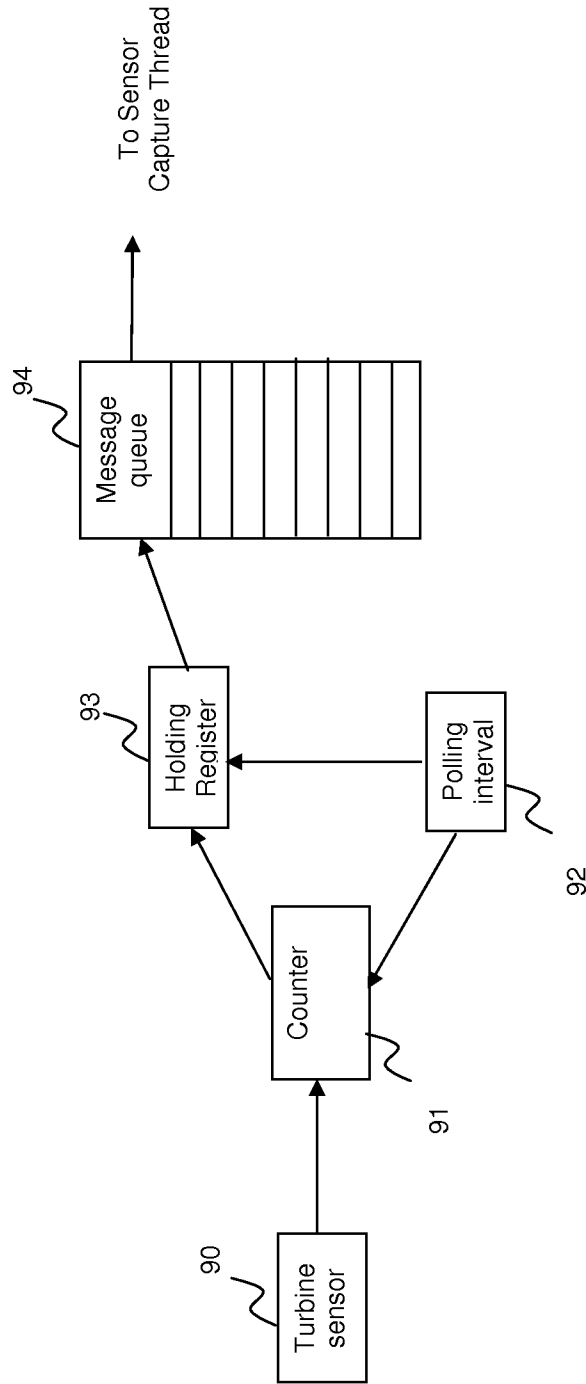 90
Turbine
sensor
91
Counter
92
Polling
interval
93
Holding
Register
94
Message
queue
To Sensor
Capture Thread